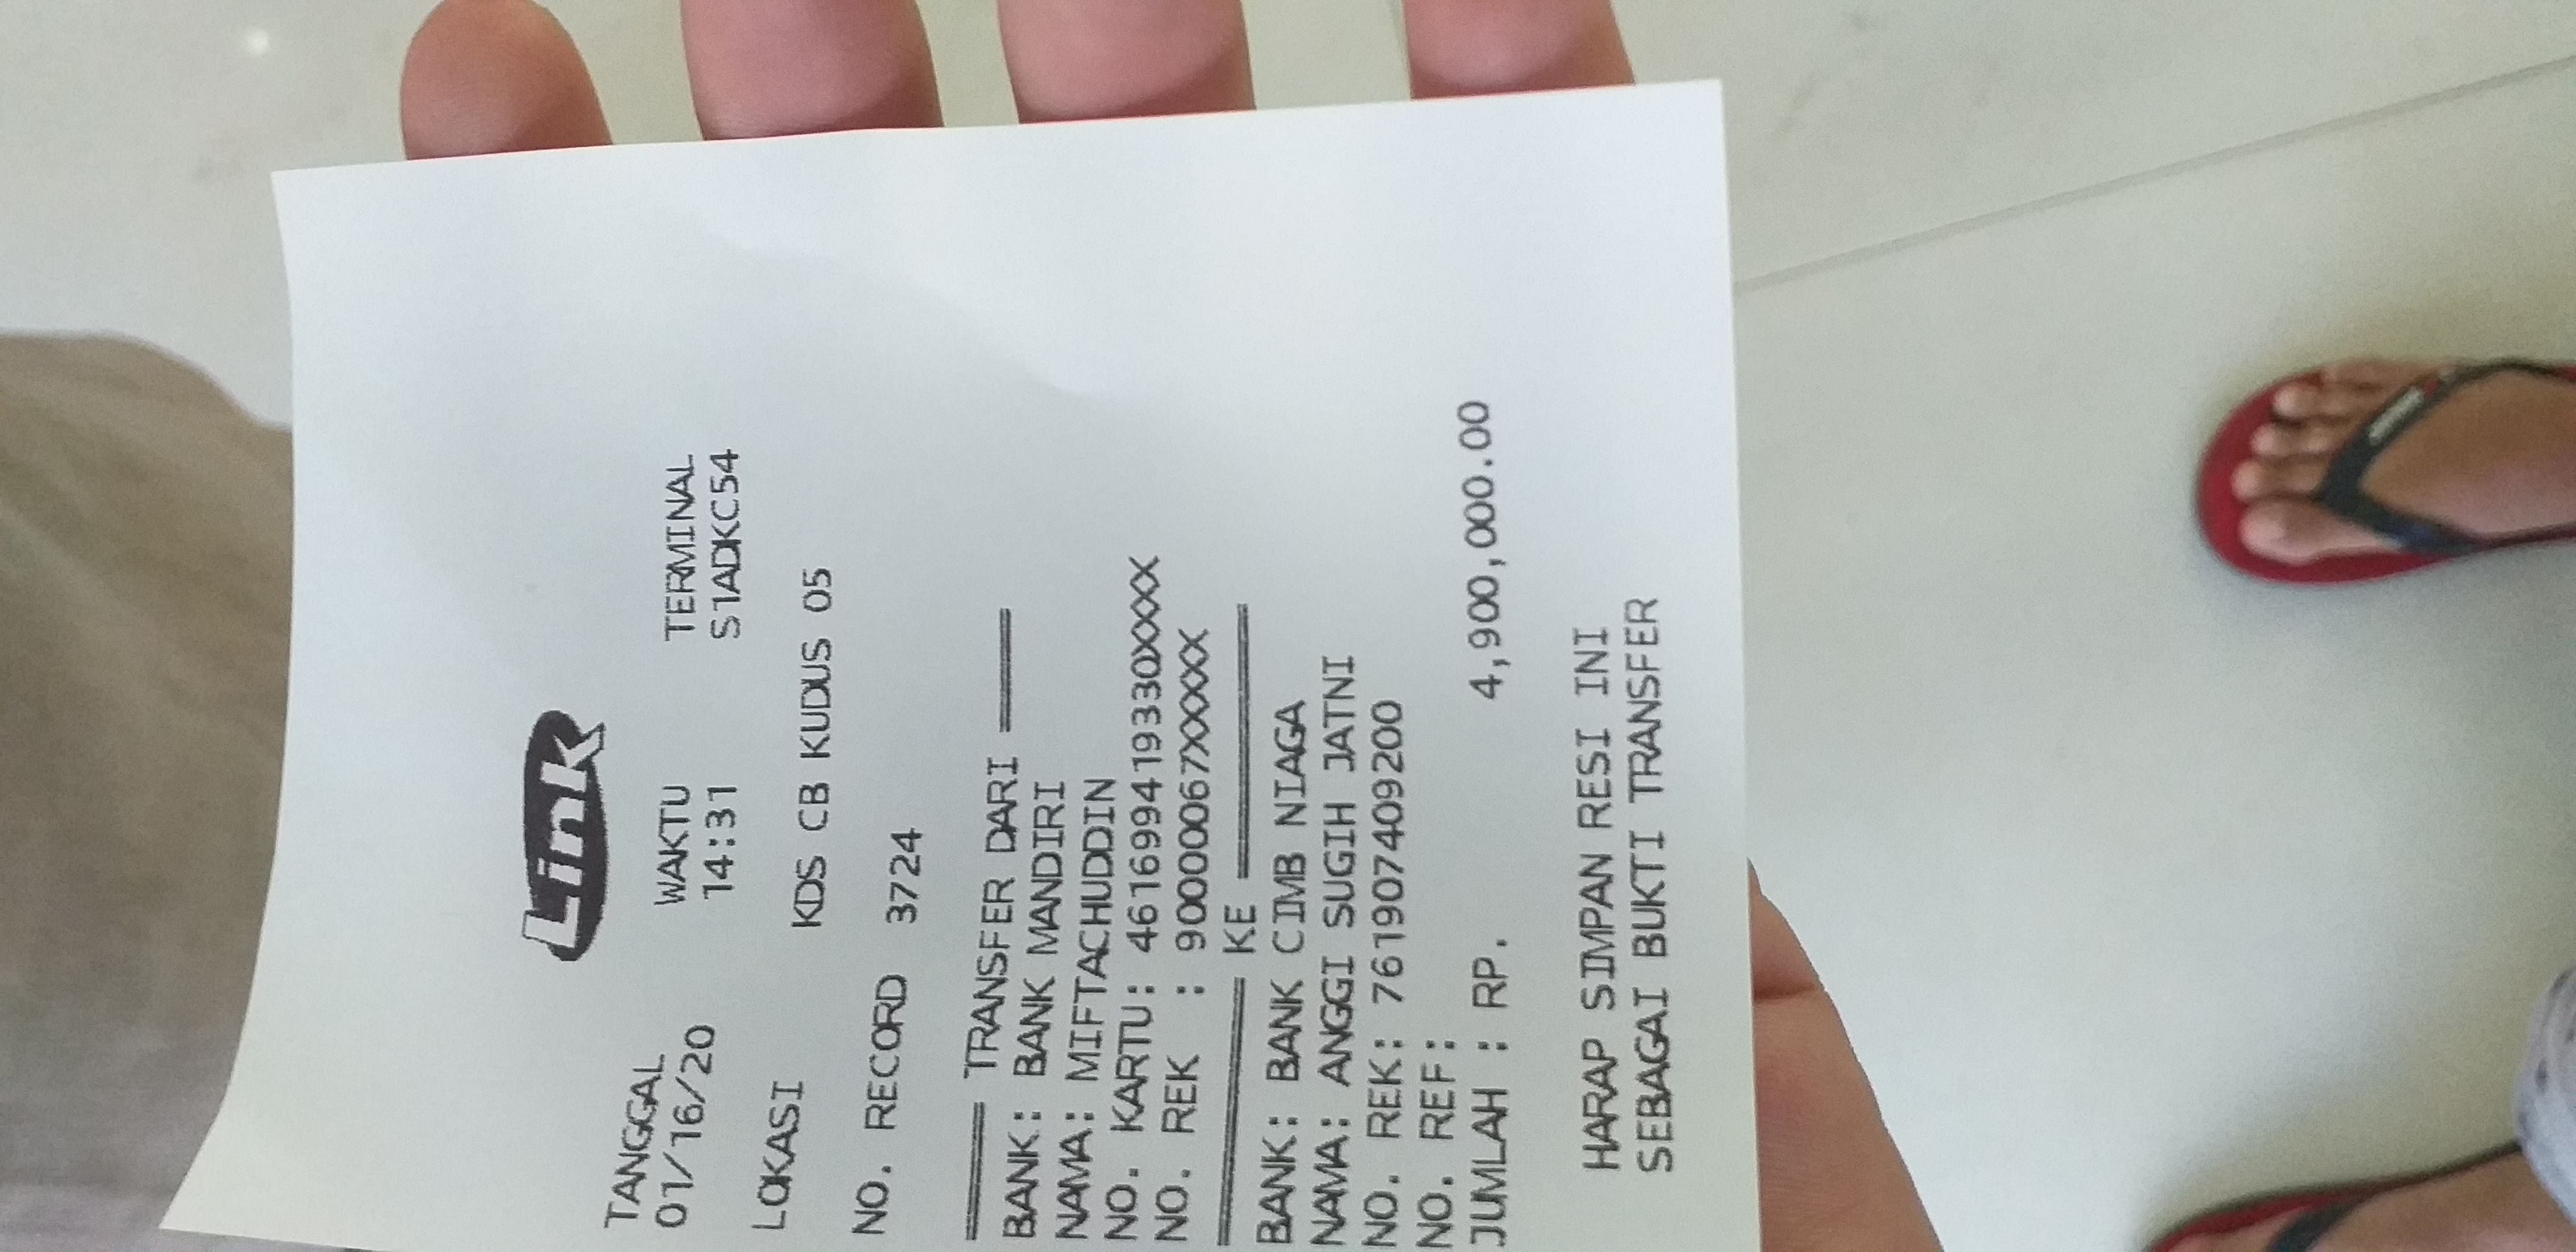 Link
TANGGAL WAKTU TERMINAL
01/16/20 14:31 S1ADKC54
LOKASI KDS CB KUDUS 05
NO. RECORD 3724
===== TRANSFER DARI =====
BANK: BANK MANDIRI
NAMA: MIFTACHUDDIN
NO. KARTU: 461699419330XXXX
NO. REK : 90000067XXXXX
========== KE ==========
BANK: BANK CIMB NIAGA
NAMA: ANGGI SUGIH JATNI
NO. REK: 761907409200
NO. REF:
JUMLAH : RP. 4,900,000.00
HARAP SIMPAN RESI INI
SEBAGAI BUKTI TRANSFER